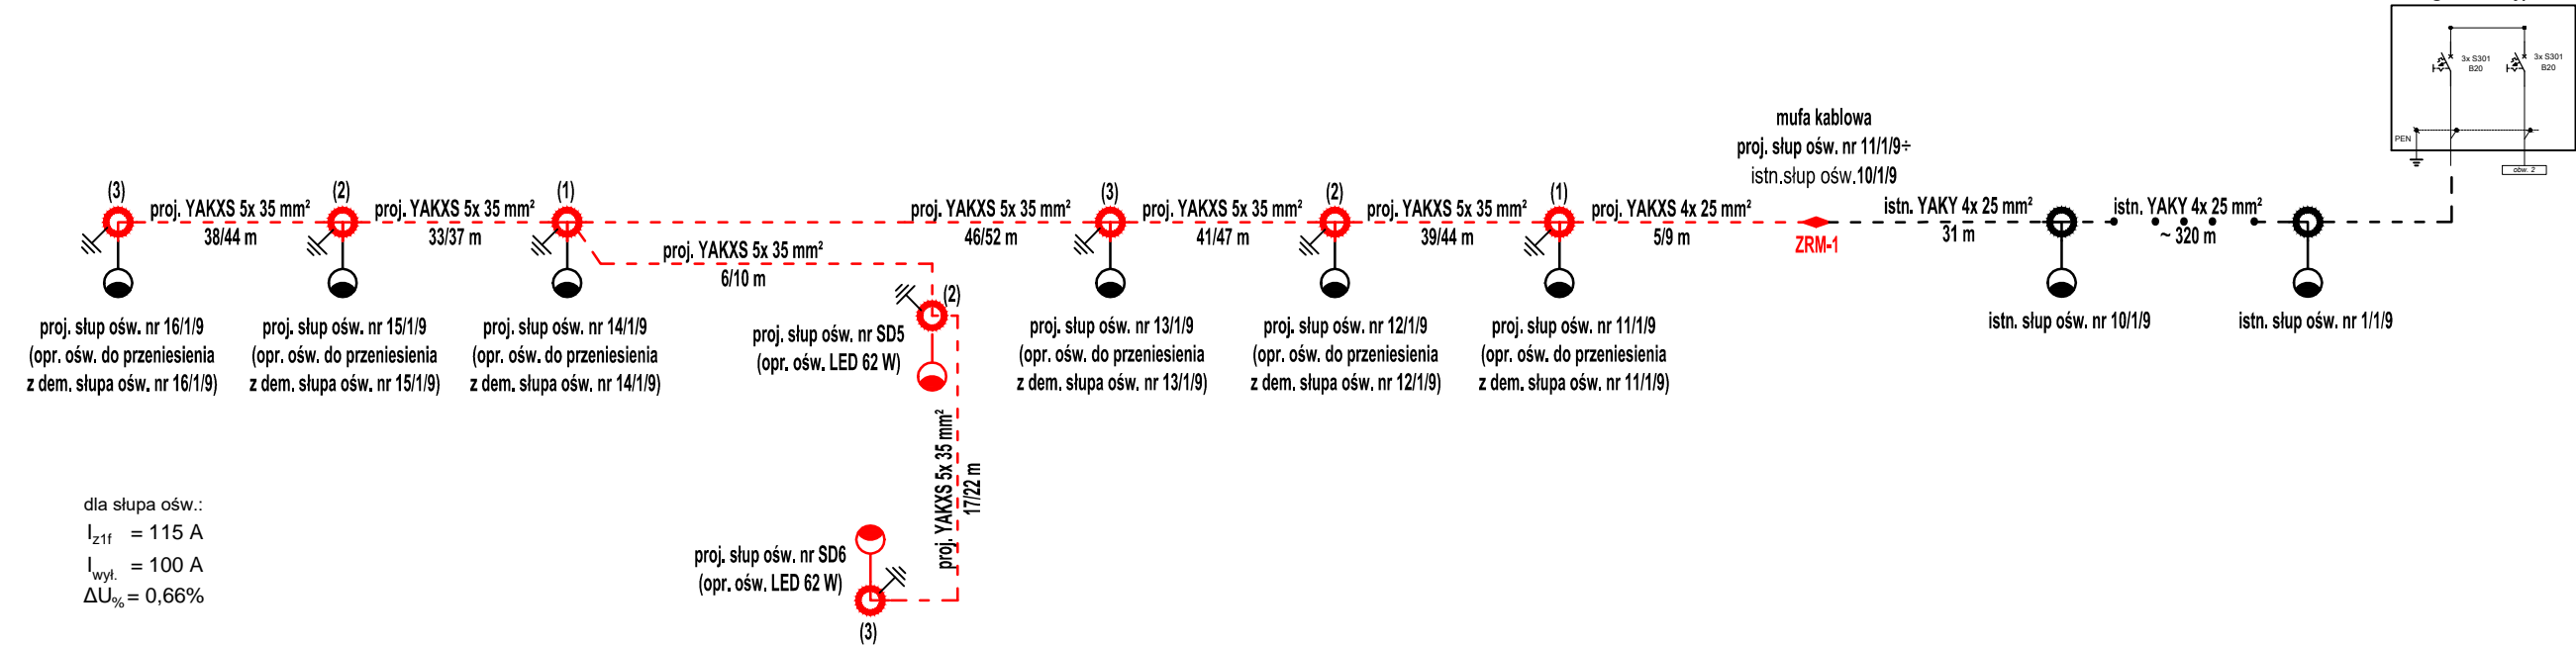 3x S301
B20
3x S301
B20
PEN
obw. 2
mufa kablowa
proj. słup ośw. nr 11/1/9÷
istn.słup ośw.10/1/9
(3)
proj. YAKXS 5x 35 mm²
38/44 m
(2)
proj. YAKXS 5x 35 mm²
33/37 m
(1)
proj. YAKXS 5x 35 mm²
46/52 m
(3)
proj. YAKXS 5x 35 mm²
41/47 m
(2)
proj. YAKXS 5x 35 mm²
39/44 m
(1)
proj. YAKXS 4x 25 mm²
5/9 m
ZRM-1
istn. YAKY 4x 25 mm²
31 m
istn. YAKY 4x 25 mm²
~ 320 m
proj. YAKXS 5x 35 mm²
6/10 m
(2)
proj. słup ośw. nr 16/1/9
(opr. ośw. do przeniesienia
z dem. słupa ośw. nr 16/1/9)
proj. słup ośw. nr 15/1/9
(opr. ośw. do przeniesienia
z dem. słupa ośw. nr 15/1/9)
proj. słup ośw. nr 14/1/9
(opr. ośw. do przeniesienia
z dem. słupa ośw. nr 14/1/9)
proj. słup ośw. nr SD5
(opr. ośw. LED 62 W)
proj. słup ośw. nr 13/1/9
(opr. ośw. do przeniesienia
z dem. słupa ośw. nr 13/1/9)
proj. słup ośw. nr 12/1/9
(opr. ośw. do przeniesienia
z dem. słupa ośw. nr 12/1/9)
proj. słup ośw. nr 11/1/9
(opr. ośw. do przeniesienia
z dem. słupa ośw. nr 11/1/9)
istn. słup ośw. nr 10/1/9
istn. słup ośw. nr 1/1/9
proj. YAKXS 5x 35 mm²
17/22 m
dla słupa ośw.:
Iz1f = 115 A
Iwył. = 100 A
ΔU% = 0,66%
proj. słup ośw. nr SD6
(opr. ośw. LED 62 W)
(3)